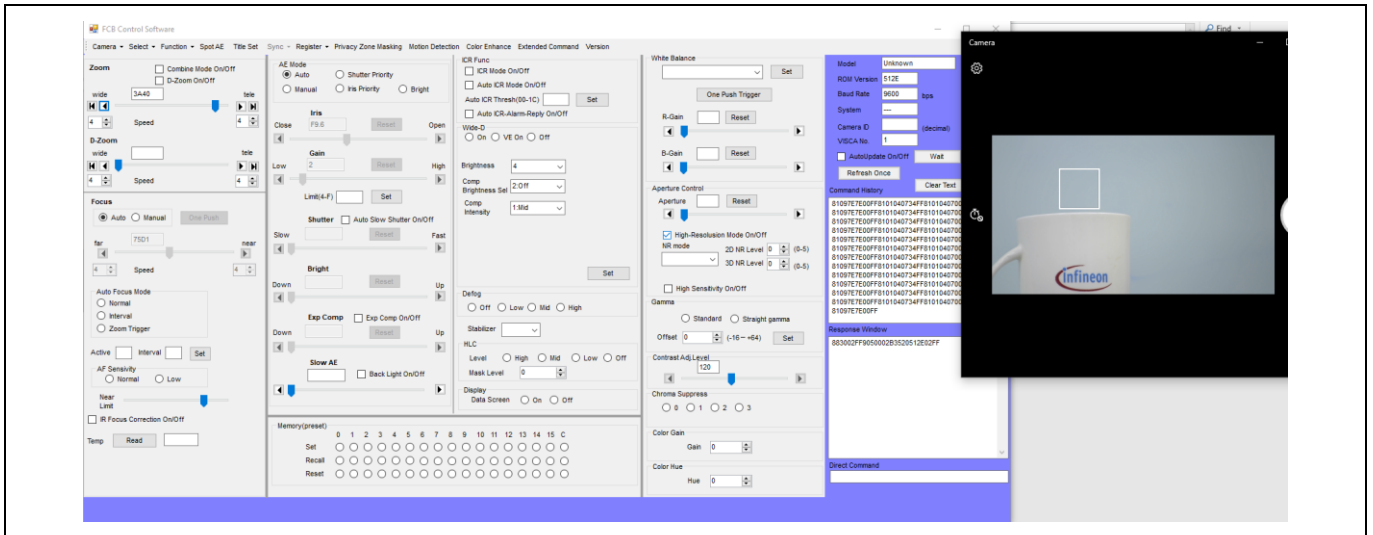 FCB Control Software
Find
Camera Select Function SpotAE Title Set Sync Register Privacy Zone Masking Motion Detection Color Enhance Extended Command Version
Zoom
Combine Mode On/Off
D-Zoom On/Off
wide 3A40 tele
4 Speed 4
D-Zoom
wide tele
4 Speed 4
Focus
Auto Manual One Push
far 75D1 near
4 Speed 4
Auto Focus Mode
Normal
Interval
Zoom Trigger
Active Interval Set
AF Sensivity
Normal Low
Near
Limit
IR Focus Correction On/Off
Temp Read
AE Mode
Auto Shutter Priority
Manual Iris Priority Bright
Iris
Close F9:6 Reset Open
Gain
Low 2 Reset High
Limit(4-F) Set
Shutter Auto Slow Shutter On/Off
Slow Reset Fast
Bright
Down Reset Up
Exp Comp Exp Comp On/Off
Down Reset Up
Slow AE
Back Light On/Off
Memory(preset)
0 1 2 3 4 5 6 7 8 9 10 11 12 13 14 15 C
Set
Recall
Reset
ICR Func
ICR Mode On/Off
Auto ICR Mode On/Off
Auto ICR Thresh(00-1C) Set
Auto ICR-Alarm-Reply On/Off
Wide-D
On VE On Off
Brightness 4
Comp
Brightness Sel 2:Off
Comp
Intensity 1:Mid
Set
Defog
Off Low Mid High
Stabilizer
HLC
Level High Mid Low Off
Mask Level 0
Display
Data Screen On Off
White Balance
Set
One Push Trigger
R-Gain Reset
B-Gain Reset
Aperture Control
Aperture Reset
High-Resolusion Mode On/Off
NR mode
2D NR Level 0 (0-5)
3D NR Level 0 (0-5)
High Sensitivity On/Off
Gamma
Standard Straight gamma
Offset 0 (-16~+64) Set
Contrast Adj.Level
120
Chroma Suppress
0 1 2 3
Color Gain
Gain 0
Color Hue
Hue 0
Model Unknown
ROM Version 512E
Baud Rate 9600 bps
System ---
Camera ID (decimal)
VISCA No. 1
AutoUpdate On/Off Wait
Refresh Once
Command History Clear Text
81097E7E00FF8101040734FF8101040700
81097E7E00FF8101040734FF8101040700
81097E7E00FF8101040734FF8101040700
81097E7E00FF8101040734FF8101040700
81097E7E00FF8101040734FF8101040700
81097E7E00FF8101040734FF8101040700
81097E7E00FF8101040734FF8101040700
81097E7E00FF8101040734FF8101040700
81097E7E00FF8101040734FF8101040700
81097E7E00FF8101040734FF8101040700
81097E7E00FF8101040734FF8101040700
81097E7E00FF
Response Window
883002FF9050002B3520512E02FF
Direct Command
Camera
infineon